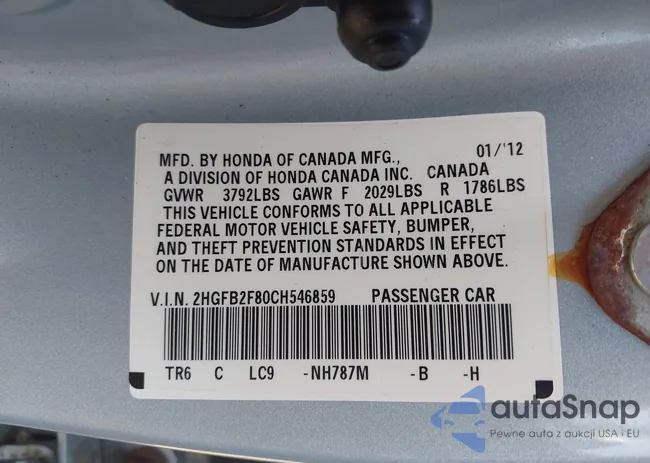 MFD. BY HONDA OF CANADA MFG., 01/'12
A DIVISION OF HONDA CANADA INC. CANADA
GVWR 3792LBS GAWR F 2029LBS R 1786LBS
THIS VEHICLE CONFORMS TO ALL APPLICABLE
FEDERAL MOTOR VEHICLE SAFETY, BUMPER,
AND THEFT PREVENTION STANDARDS IN EFFECT
ON THE DATE OF MANUFACTURE SHOWN ABOVE.
V.I.N. 2HGFB2F80CH546859 PASSENGER CAR
TR6 C LC9 -NH787M -B -H
autaSnap
Pewne auta z aukcji USA i EU